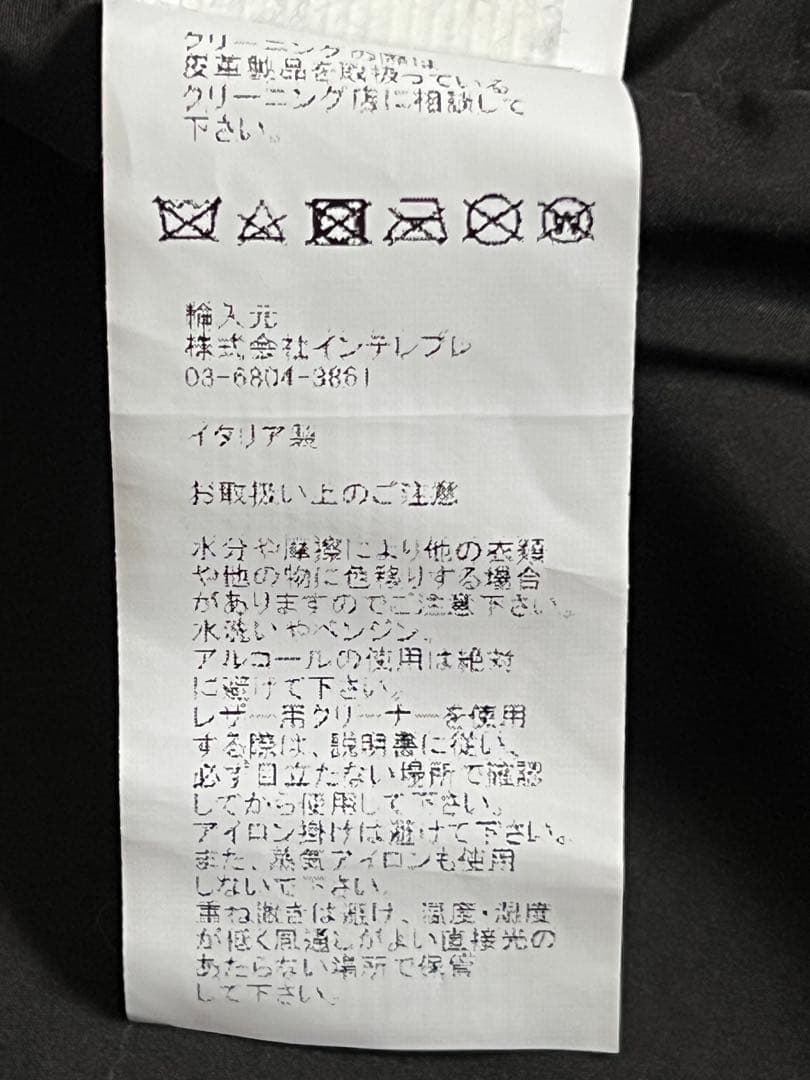 クリーニングの際は
皮革製品を取扱っている
クリーニング店に相談して
下さい。
輸入元
株式会社インテレプレ
03-6804-3861
イタリア製
お取扱い上のご注意
水分や摩擦により他の衣類
や他の物に色移りする場合
がありますのでご注意下さい。
水洗いやベンジン、
アルコールの使用は絶対
に避けて下さい。
レザー用クリーナーを使用
する際は、説明書に従い、
必ず目立たない場所で確認
してから使用して下さい。
アイロン掛けは避けて下さい。
また、蒸気アイロンも使用
しないで下さい。
重ね置きは避け、温度・湿度
が低く風通しがよい直接光の
あたらない場所で保管
して下さい。